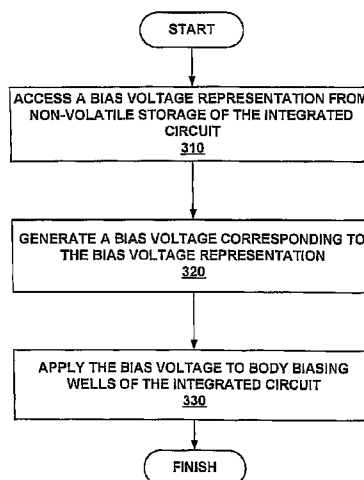 START
ACCESS A BIAS VOLTAGE REPRESENTATION FROM
NON-VOLATILE STORAGE OF THE INTEGRATED
CIRCUIT
310
GENERATE A BIAS VOLTAGE CORRESPONDING TO
THE BIAS VOLTAGE REPRESENTATION
320
APPLY THE BIAS VOLTAGE TO BODY BIASING
WELLS OF THE INTEGRATED CIRCUIT
330
FINISH